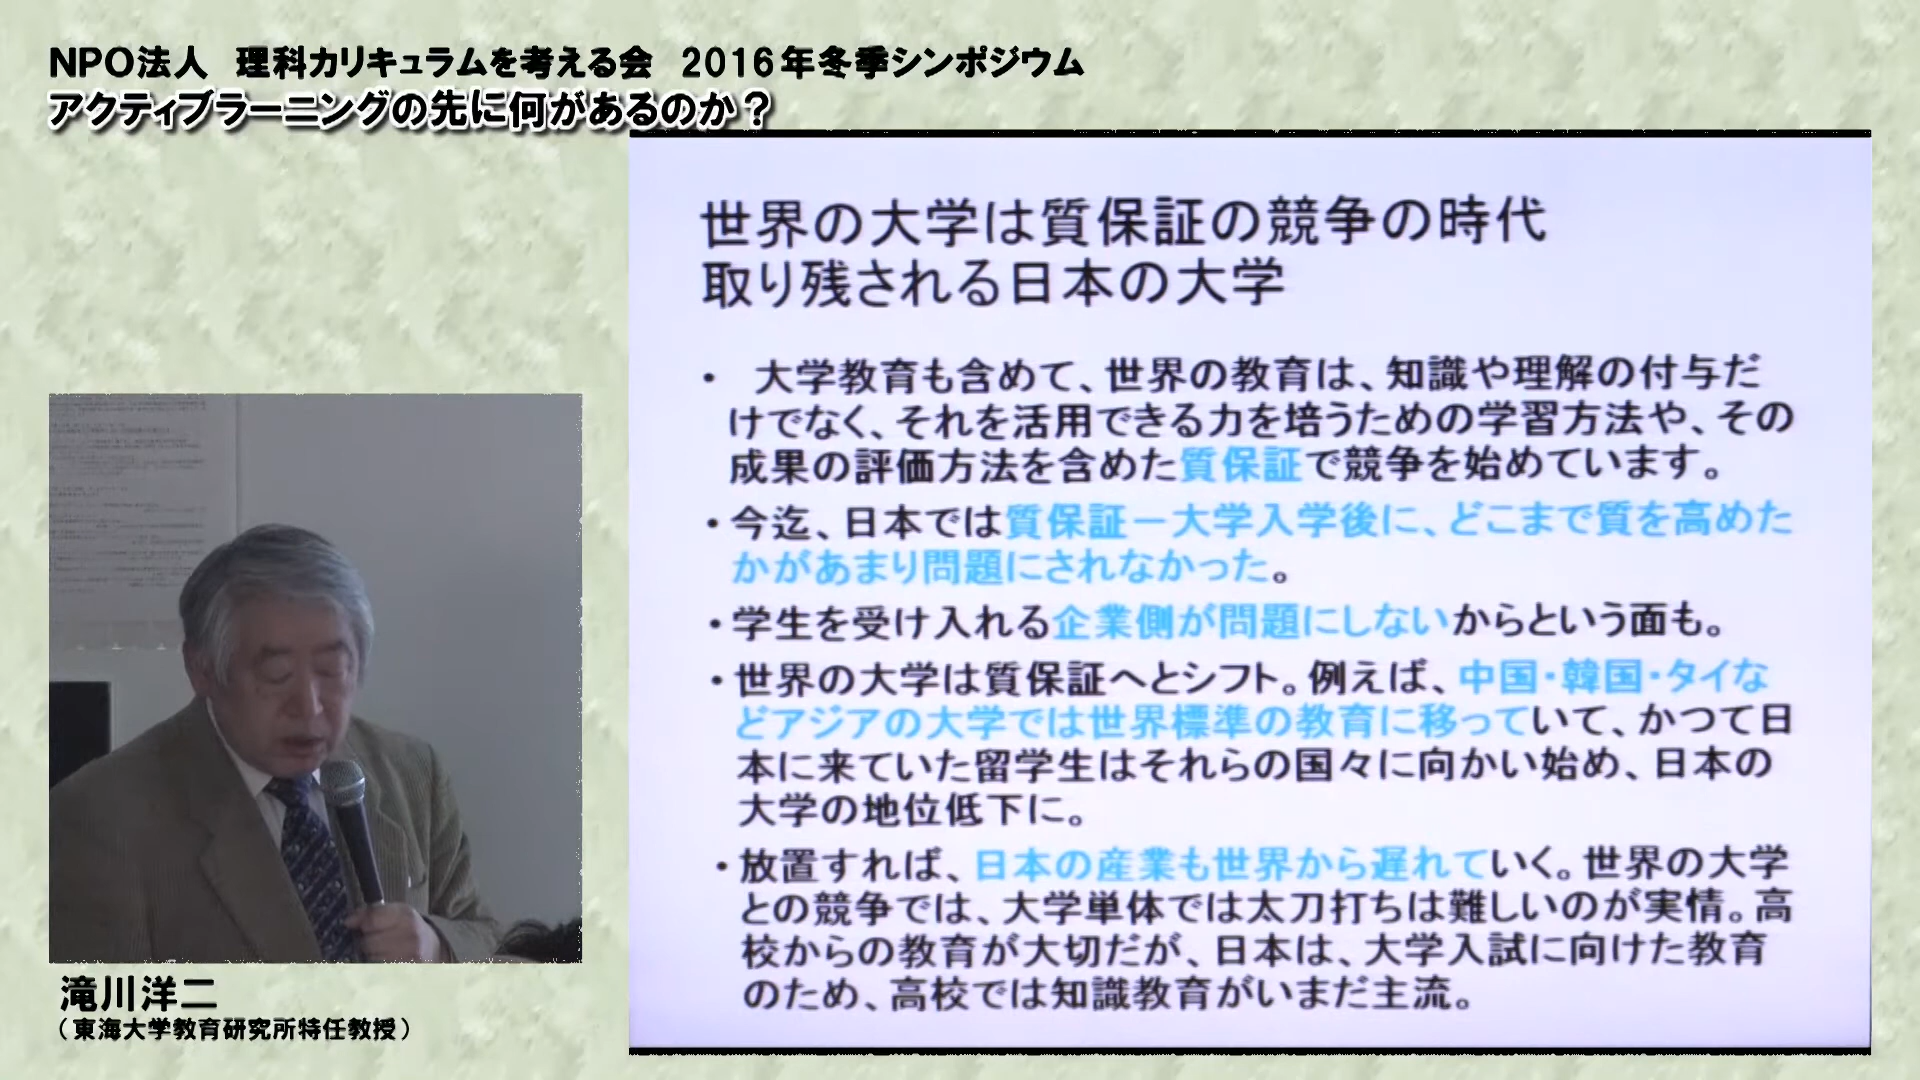 NPO法人　理科カリキュラムを考える会　2016年冬季シンポジウム
アクティブラーニングの先に何があるのか？
世界の大学は質保証の競争の時代
取り残される日本の大学
・　大学教育も含めて、世界の教育は、知識や理解の付与だ
けでなく、それを活用できる力を培うための学習方法や、その
成果の評価方法を含めた質保証で競争を始めています。
・今迄、日本では質保証－大学入学後に、どこまで質を高めた
かがあまり問題にされなかった。
・学生を受け入れる企業側が問題にしないからという面も。
・世界の大学は質保証へとシフト。例えば、中国・韓国・タイな
どアジアの大学では世界標準の教育に移っていて、かつて日
本に来ていた留学生はそれらの国々に向かい始め、日本の
大学の地位低下に。
・放置すれば、日本の産業も世界から遅れていく。世界の大学
との競争では、大学単体では太刀打ちは難しいのが実情。高
校からの教育が大切だが、日本は、大学入試に向けた教育
のため、高校では知識教育がいまだ主流。
滝川洋二
（東海大学教育研究所特任教授）